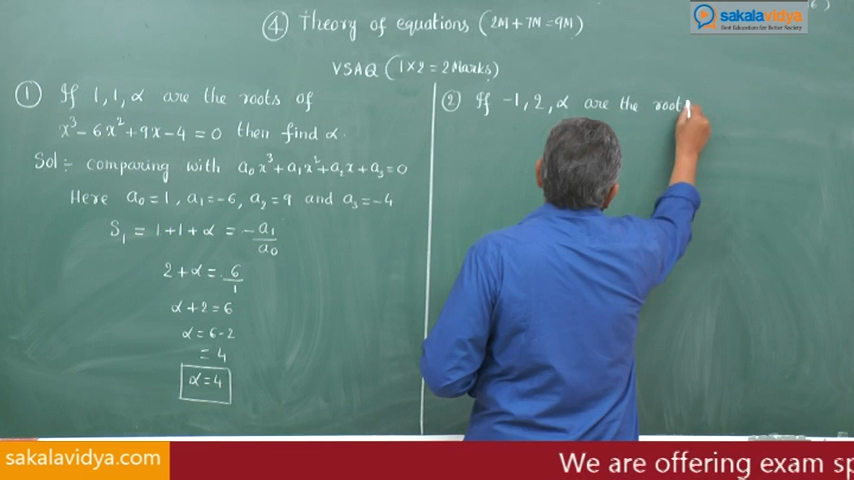 ④ Theory of equations (2M + 7M = 9M)
sakalavidya
Best Education for Better Society
VSAQ (1×2 = 2 Marks)
① If 1, 1, α are the roots of
x³ - 6x² + 9x - 4 = 0 then find α.
Sol :- comparing with a₀x³ + a₁x² + a₂x + a₃ = 0
Here a₀ = 1, a₁ = -6, a₂ = 9 and a₃ = -4
S₁ = 1 + 1 + α = -a₁/a₀
2 + α = 6/1
α + 2 = 6
α = 6 - 2
= 4
α = 4
② If -1, 2, α are the root
sakalavidya.com
We are offering exam sp